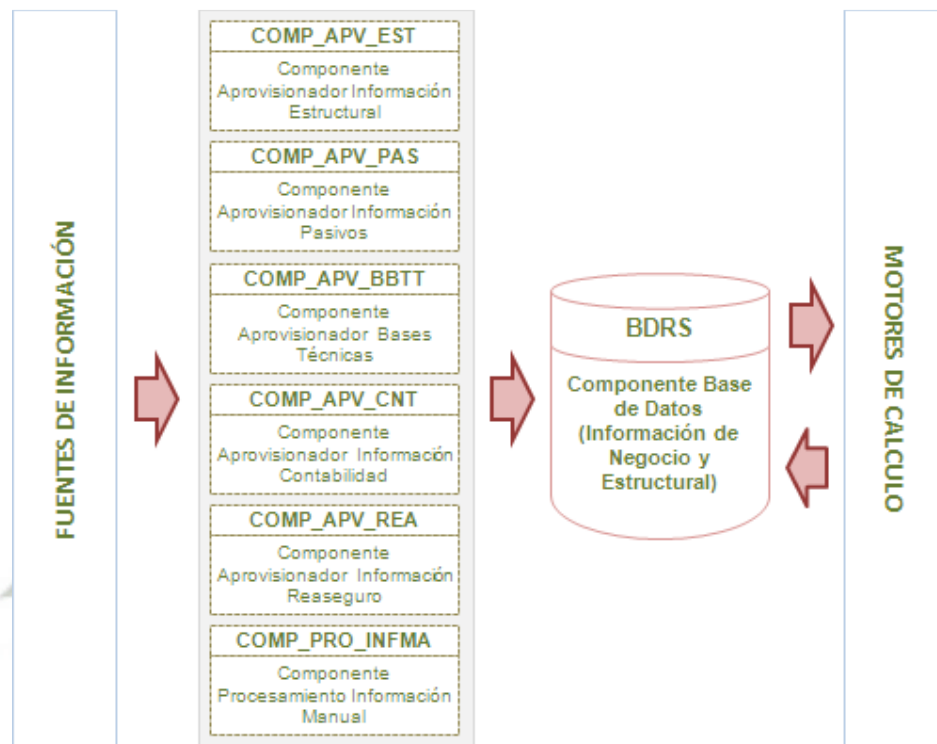 FUENTES DE INFORMACIÓN
COMP_APV_EST
Componente
Aprovisionador Información
Estructural
COMP_APV_PAS
Componente
Aprovisionador Información
Pasivos
COMP_APV_BBTT
Componente
Aprovisionador Bases
Técnicas
COMP_APV_CNT
Componente
Aprovisionador Información
Contabilidad
COMP_APV_REA
Componente
Aprovisionador Información
Reaseguro
COMP_PRO_INFMA
Componente
Procesamiento Información
Manual
BDRS
Componente Base
de Datos
(Información de
Negocio y
Estructural)
MOTORES DE CALCULO